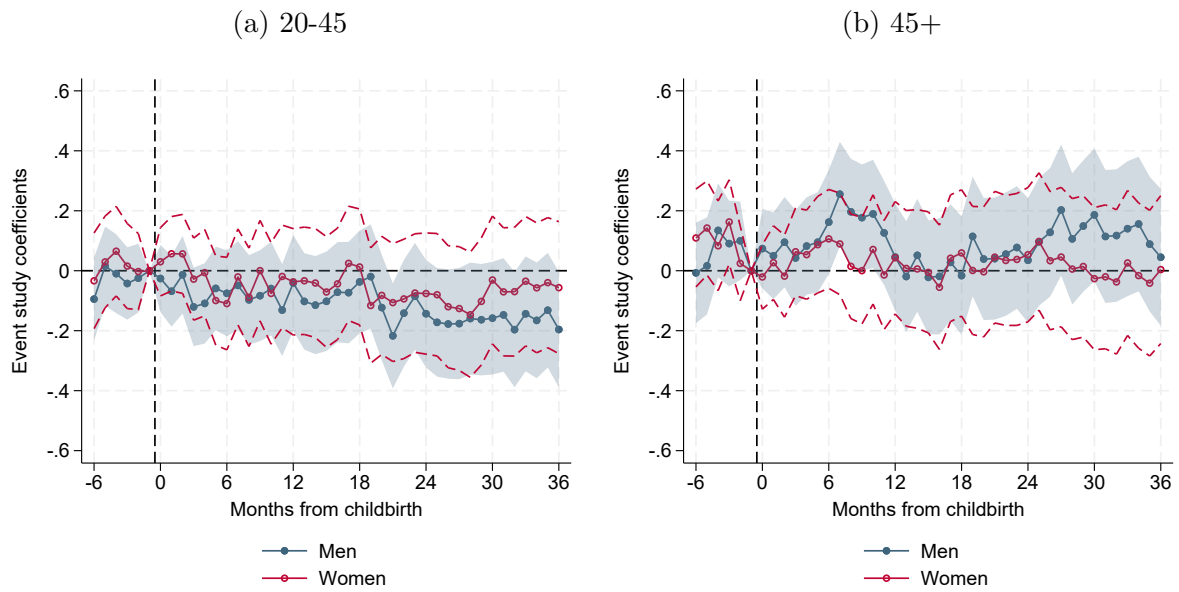 (a) 20-45
Event study coefficients
.6
.4
.2
0
-.2
-.4
-.6
-6 0 6 12 18 24 30 36
Months from childbirth
Men
Women
(b) 45+
Event study coefficients
.6
.4
.2
0
-.2
-.4
-.6
-6 0 6 12 18 24 30 36
Months from childbirth
Men
Women